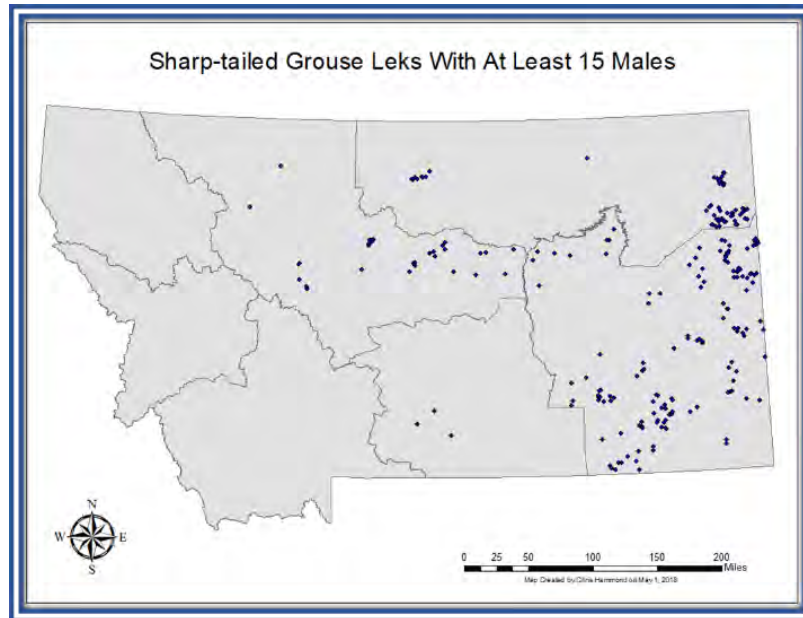 Sharp-tailed Grouse Leks With At Least 15 Males
N
W E
S
0 25 50 100 150 200
Miles
Map Created by Chris Hammond on May 1, 2018